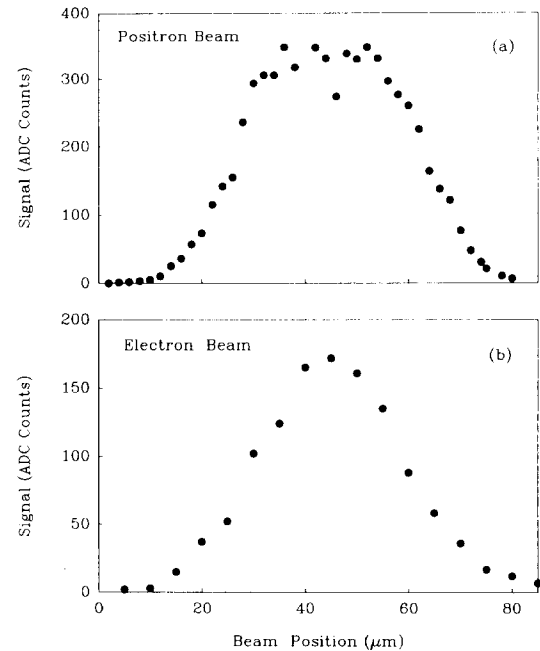 400
Positron Beam
(a)
300
200
100
0
Signal (ADC Counts)
200
Electron Beam
(b)
150
100
50
0
Signal (ADC Counts)
0 20 40 60 80
Beam Position (μm)